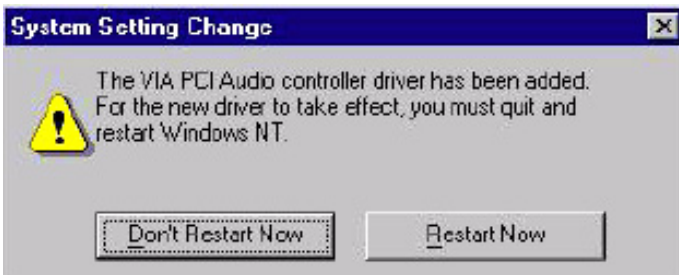 System Setting Change
The VIA PCI Audio controller driver has been added.
For the new driver to take effect, you must quit and
restart Windows NT.
Don't Restart Now
Restart Now